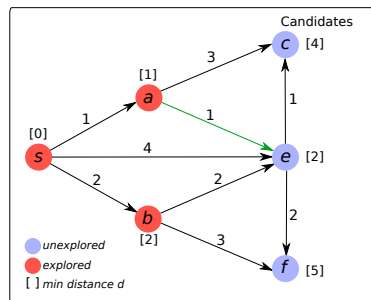 Candidates
c [4]
3
[1]
a
1
1
1
[0]
s
4
e [2]
2
2
2
b
[2]
3
f [5]
unexplored
explored
[ ] min distance d